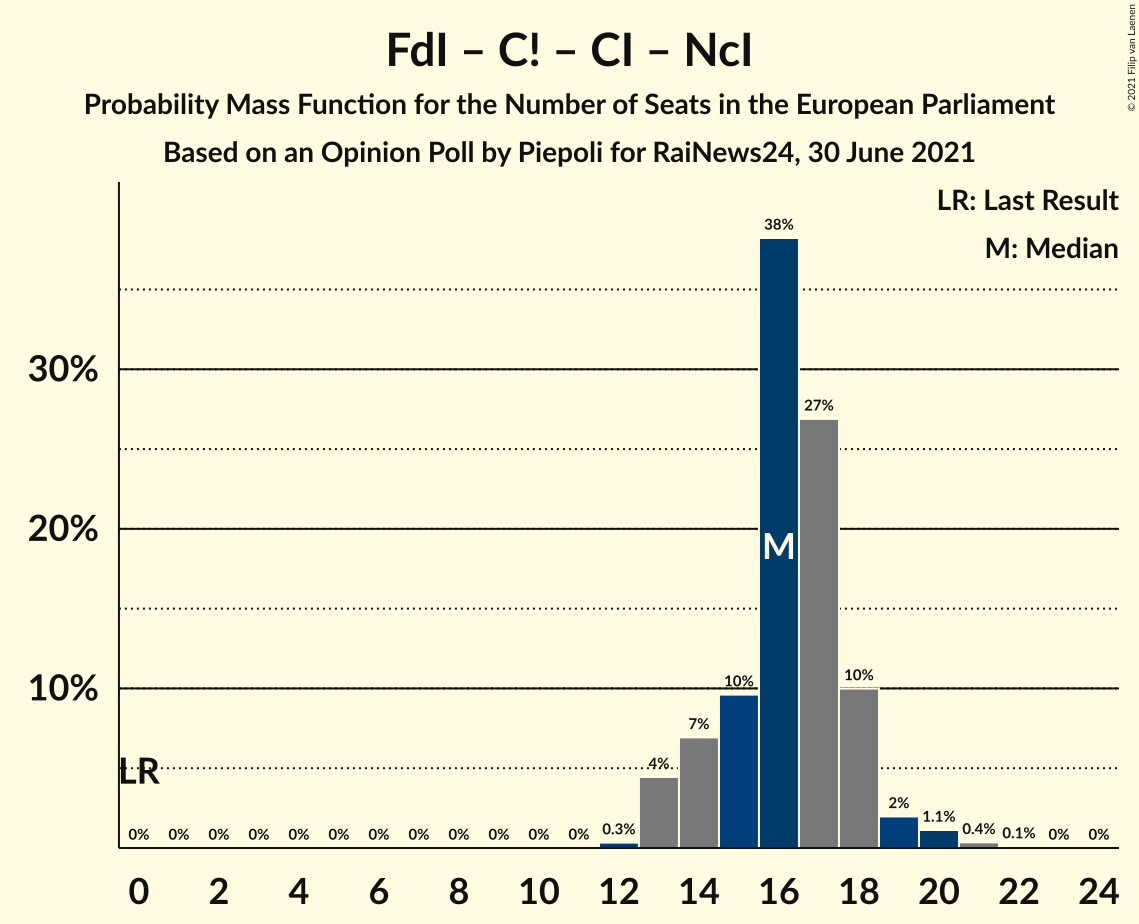 FdI – C! – CI – NcI
Probability Mass Function for the Number of Seats in the European Parliament
Based on an Opinion Poll by Piepoli for RaiNews24, 30 June 2021
© 2021 Filip van Laenen
LR: Last Result
M: Median
38%
30%
27%
20%
M
10%
10%
10%
7%
4%
LR
2%
1.1%
0% 0% 0% 0% 0% 0% 0% 0% 0% 0% 0% 0% 0.3% 0.4% 0.1% 0% 0%
0 2 4 6 8 10 12 14 16 18 20 22 24